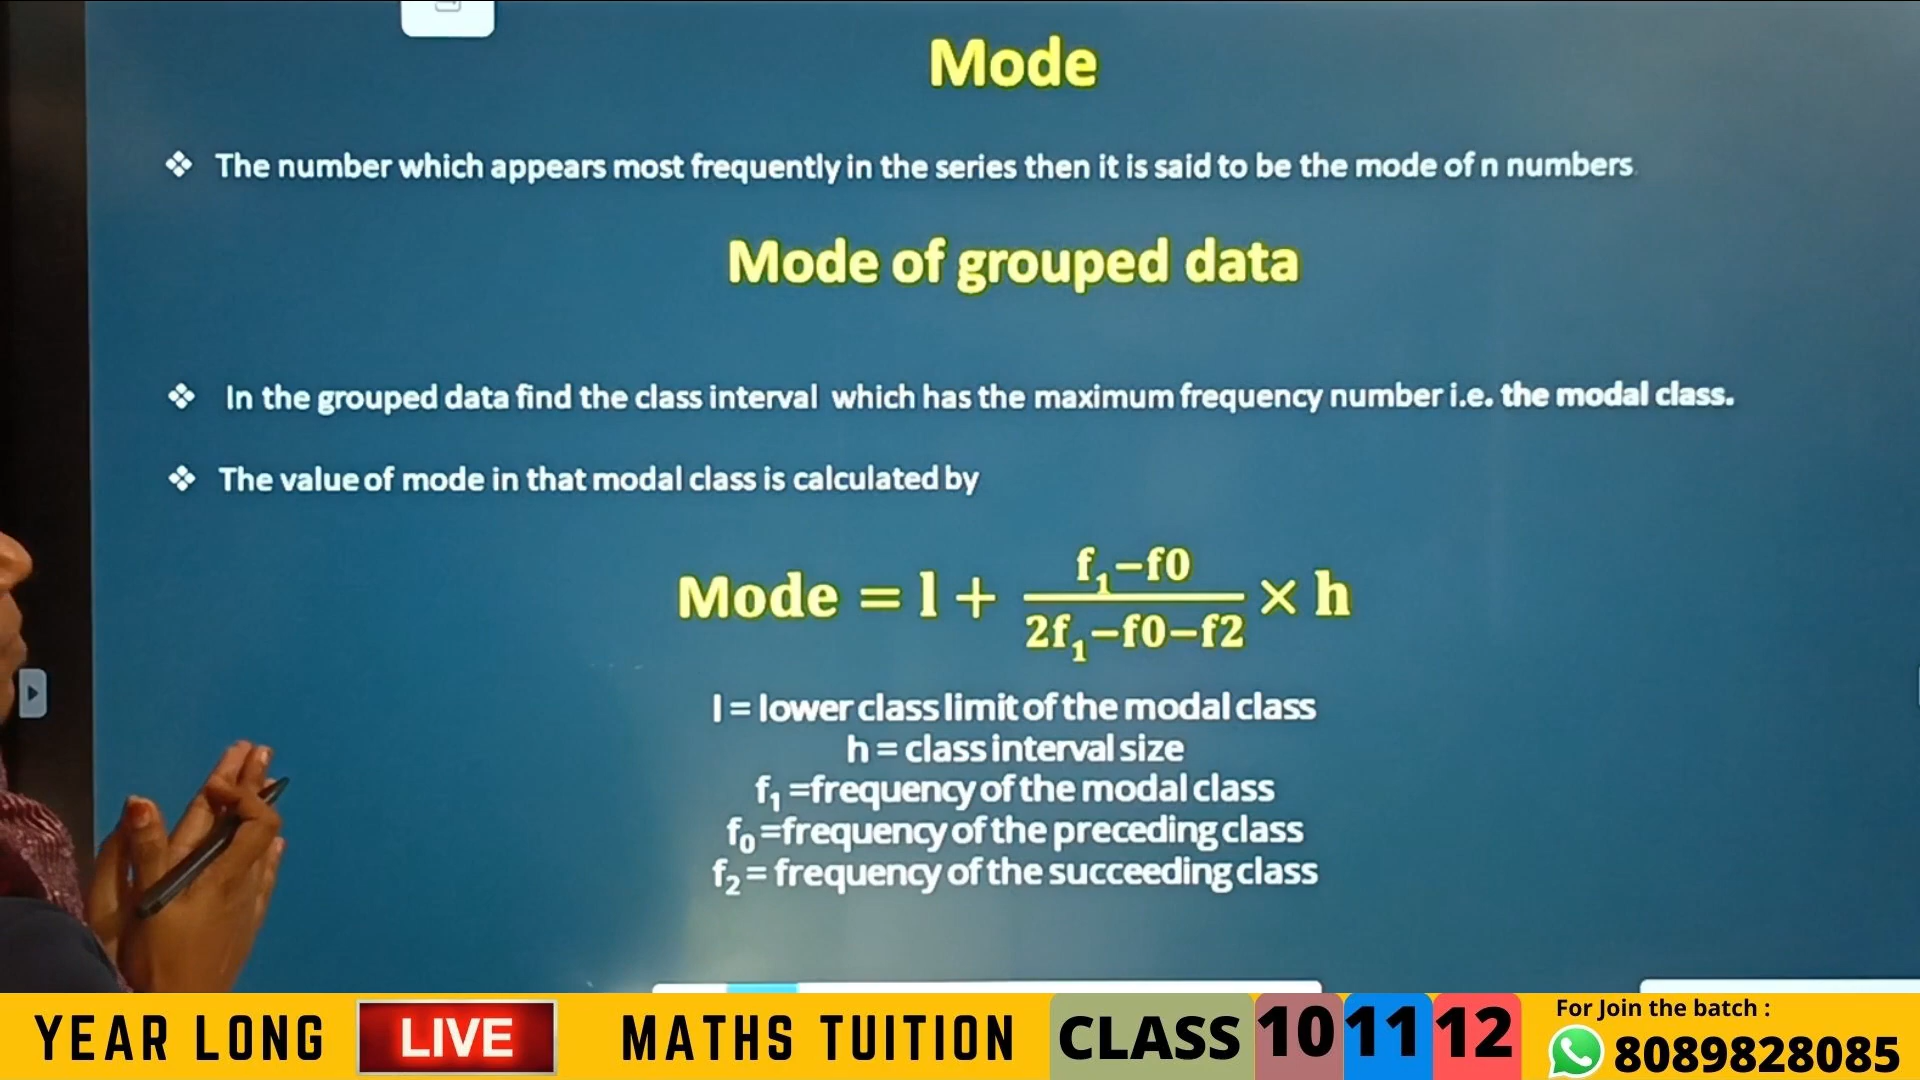 Mode
❖ The number which appears most frequently in the series then it is said to be the mode of n numbers.
Mode of grouped data
❖ In the grouped data find the class interval which has the maximum frequency number i.e. the modal class.
❖ The value of mode in that modal class is calculated by
Mode = l + (f₁−f0)/(2f₁−f0−f2) × h
l = lower class limit of the modal class
h = class interval size
f₁ =frequency of the modal class
f₀ =frequency of the preceding class
f₂ = frequency of the succeeding class
YEAR LONG LIVE MATHS TUITION CLASS 10 11 12
For Join the batch :
8089828085